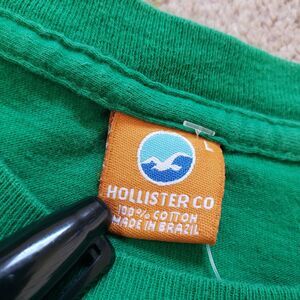 L
HOLLISTER CO
100% COTTON
MADE IN BRAZIL